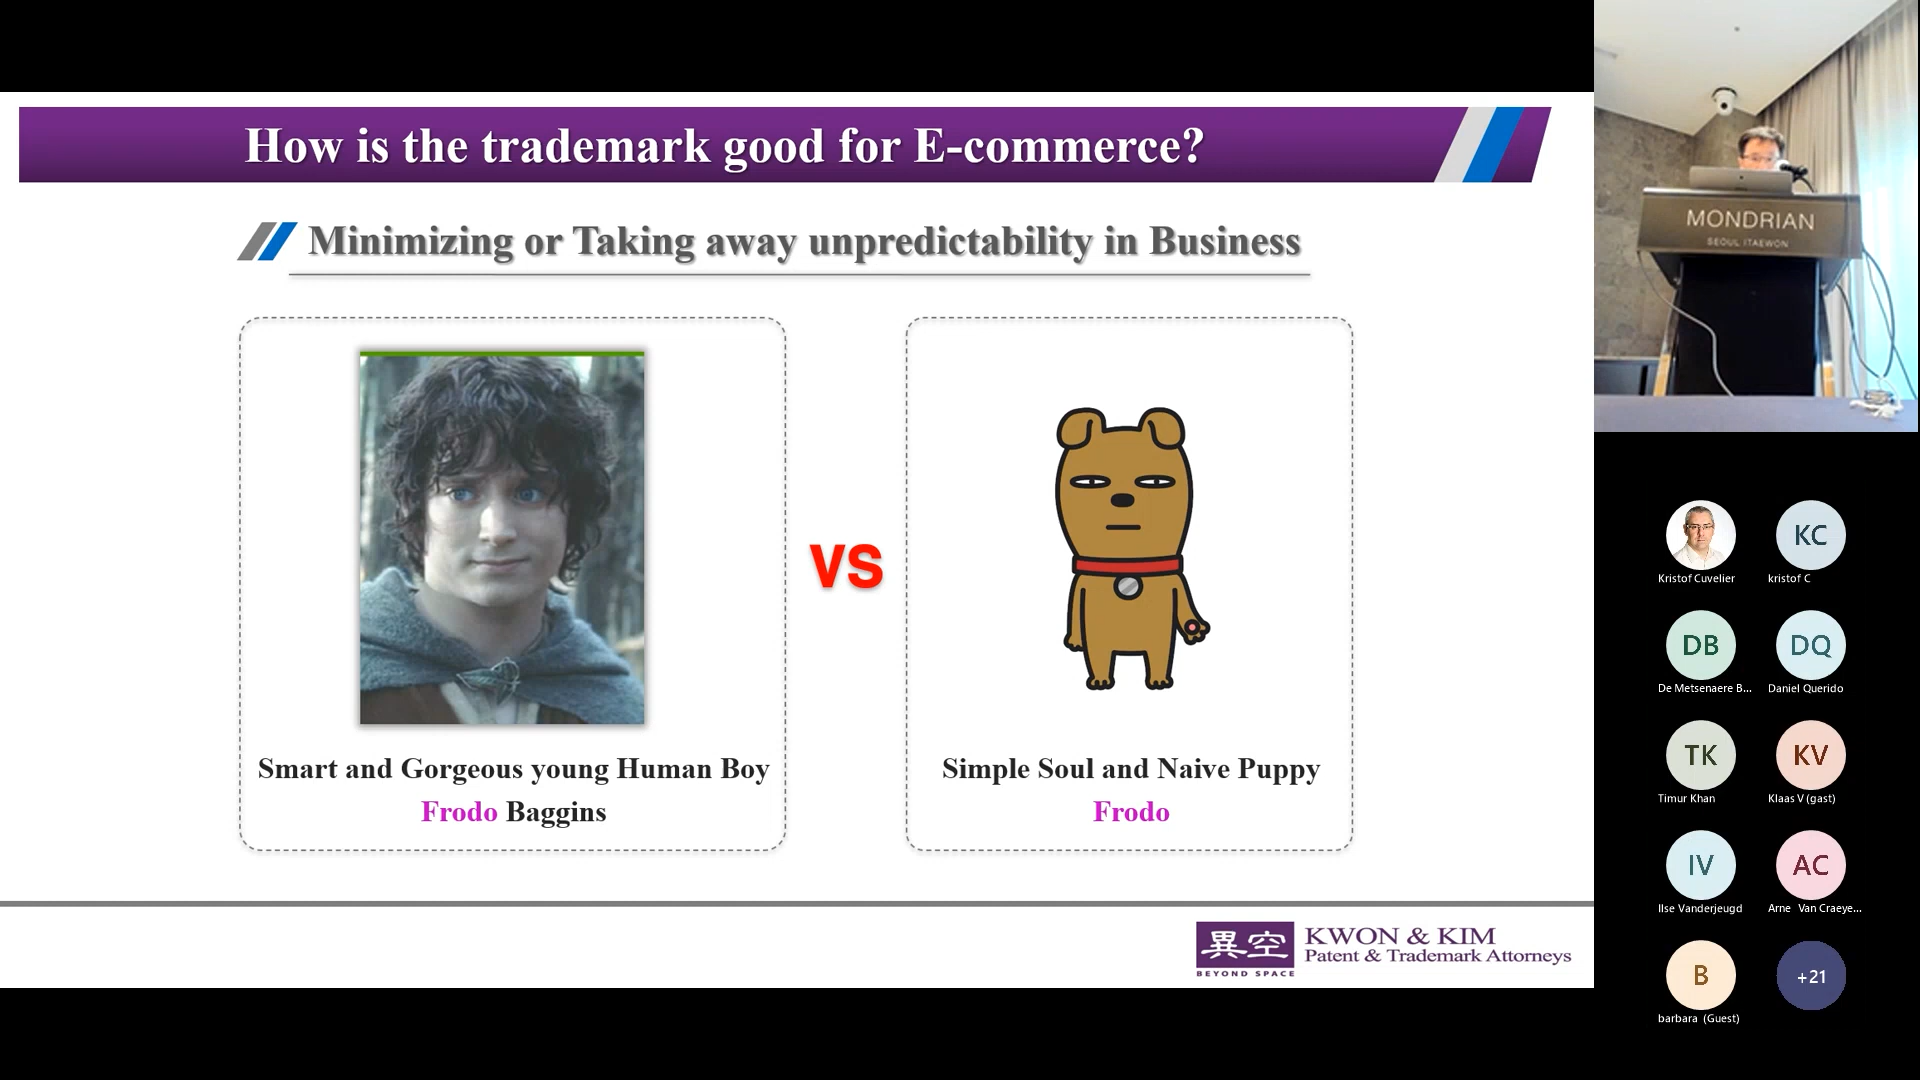 How is the trademark good for E-commerce?
Minimizing or Taking away unpredictability in Business
VS
Smart and Gorgeous young Human Boy
Frodo Baggins
Simple Soul and Naive Puppy
Frodo
異空
BEYOND SPACE
KWON & KIM
Patent & Trademark Attorneys
MONDRIAN
SEOUL ITAEWON
Kristof Cuvelier
KC
kristof C
DB
De Metsenaere B...
DQ
Daniel Querido
TK
Timur Khan
KV
Klaas V (gast)
IV
Ilse Vanderjeugd
AC
Arne Van Craeye...
B
barbara (Guest)
+21